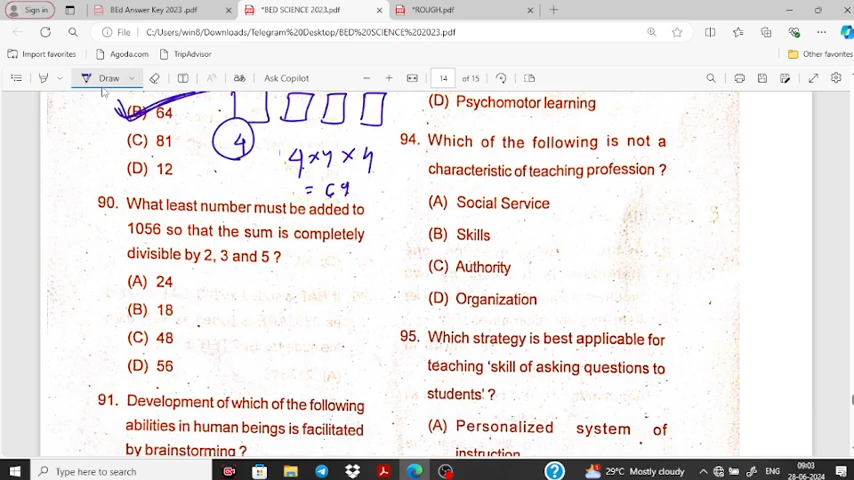 Sign in
BEd Answer Key 2023 .pdf
*BED SCIENCE 2023.pdf
*ROUGH.pdf
File
C:/Users/win8/Downloads/Telegram Desktop/BED%20SCIENCE%202023.pdf
Import favorites
Agoda.com
TripAdvisor
Other favorites
Draw
Ask Copilot
14 of 15
(B) 64
(C) 81
(D) 12
4
4×4×4
= 64
90. What least number must be added to
1056 so that the sum is completely
divisible by 2, 3 and 5 ?
(A) 24
(B) 18
(C) 48
(D) 56
91. Development of which of the following
abilities in human beings is facilitated
by brainstorming ?
(D) Psychomotor learning
94. Which of the following is not a
characteristic of teaching profession ?
(A) Social Service
(B) Skills
(C) Authority
(D) Organization
95. Which strategy is best applicable for
teaching 'skill of asking questions to
students' ?
(A) Personalized system of
instruction
Type here to search
29°C Mostly cloudy
ENG
09:03
28-06-2024